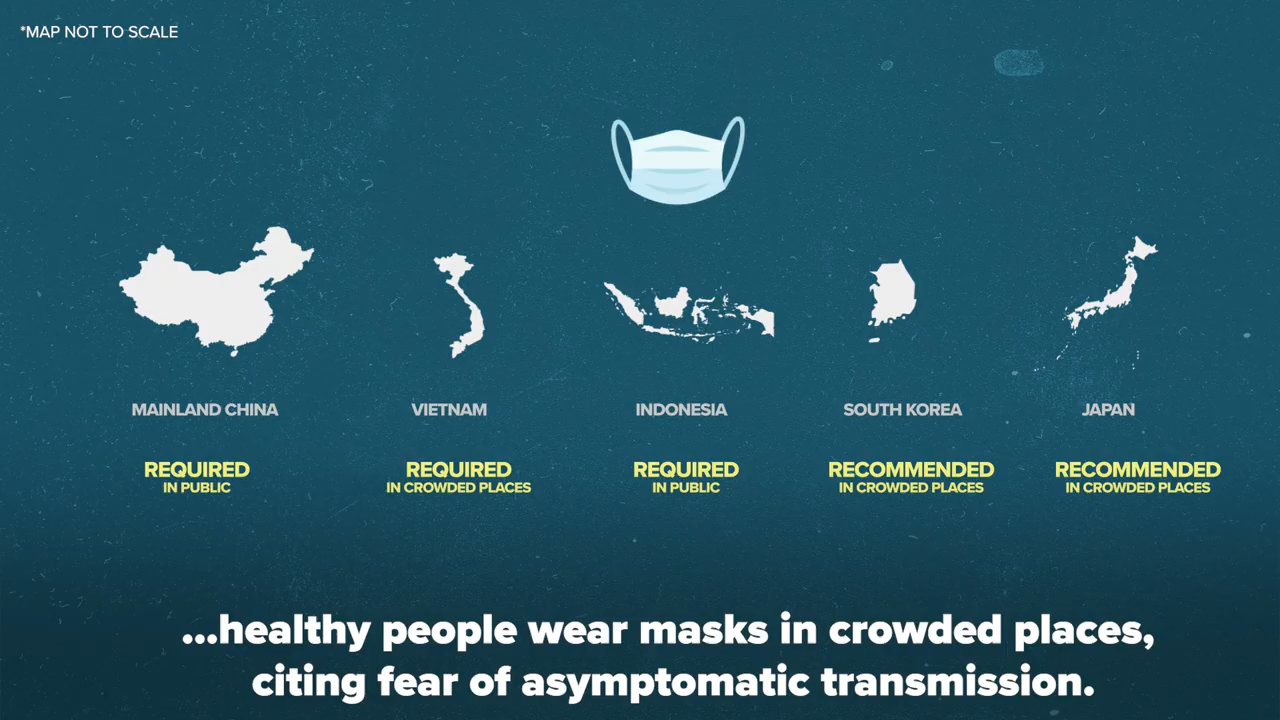 *MAP NOT TO SCALE
MAINLAND CHINA
REQUIRED
IN PUBLIC
VIETNAM
REQUIRED
IN CROWDED PLACES
INDONESIA
REQUIRED
IN PUBLIC
SOUTH KOREA
RECOMMENDED
IN CROWDED PLACES
JAPAN
RECOMMENDED
IN CROWDED PLACES
...healthy people wear masks in crowded places,
citing fear of asymptomatic transmission.